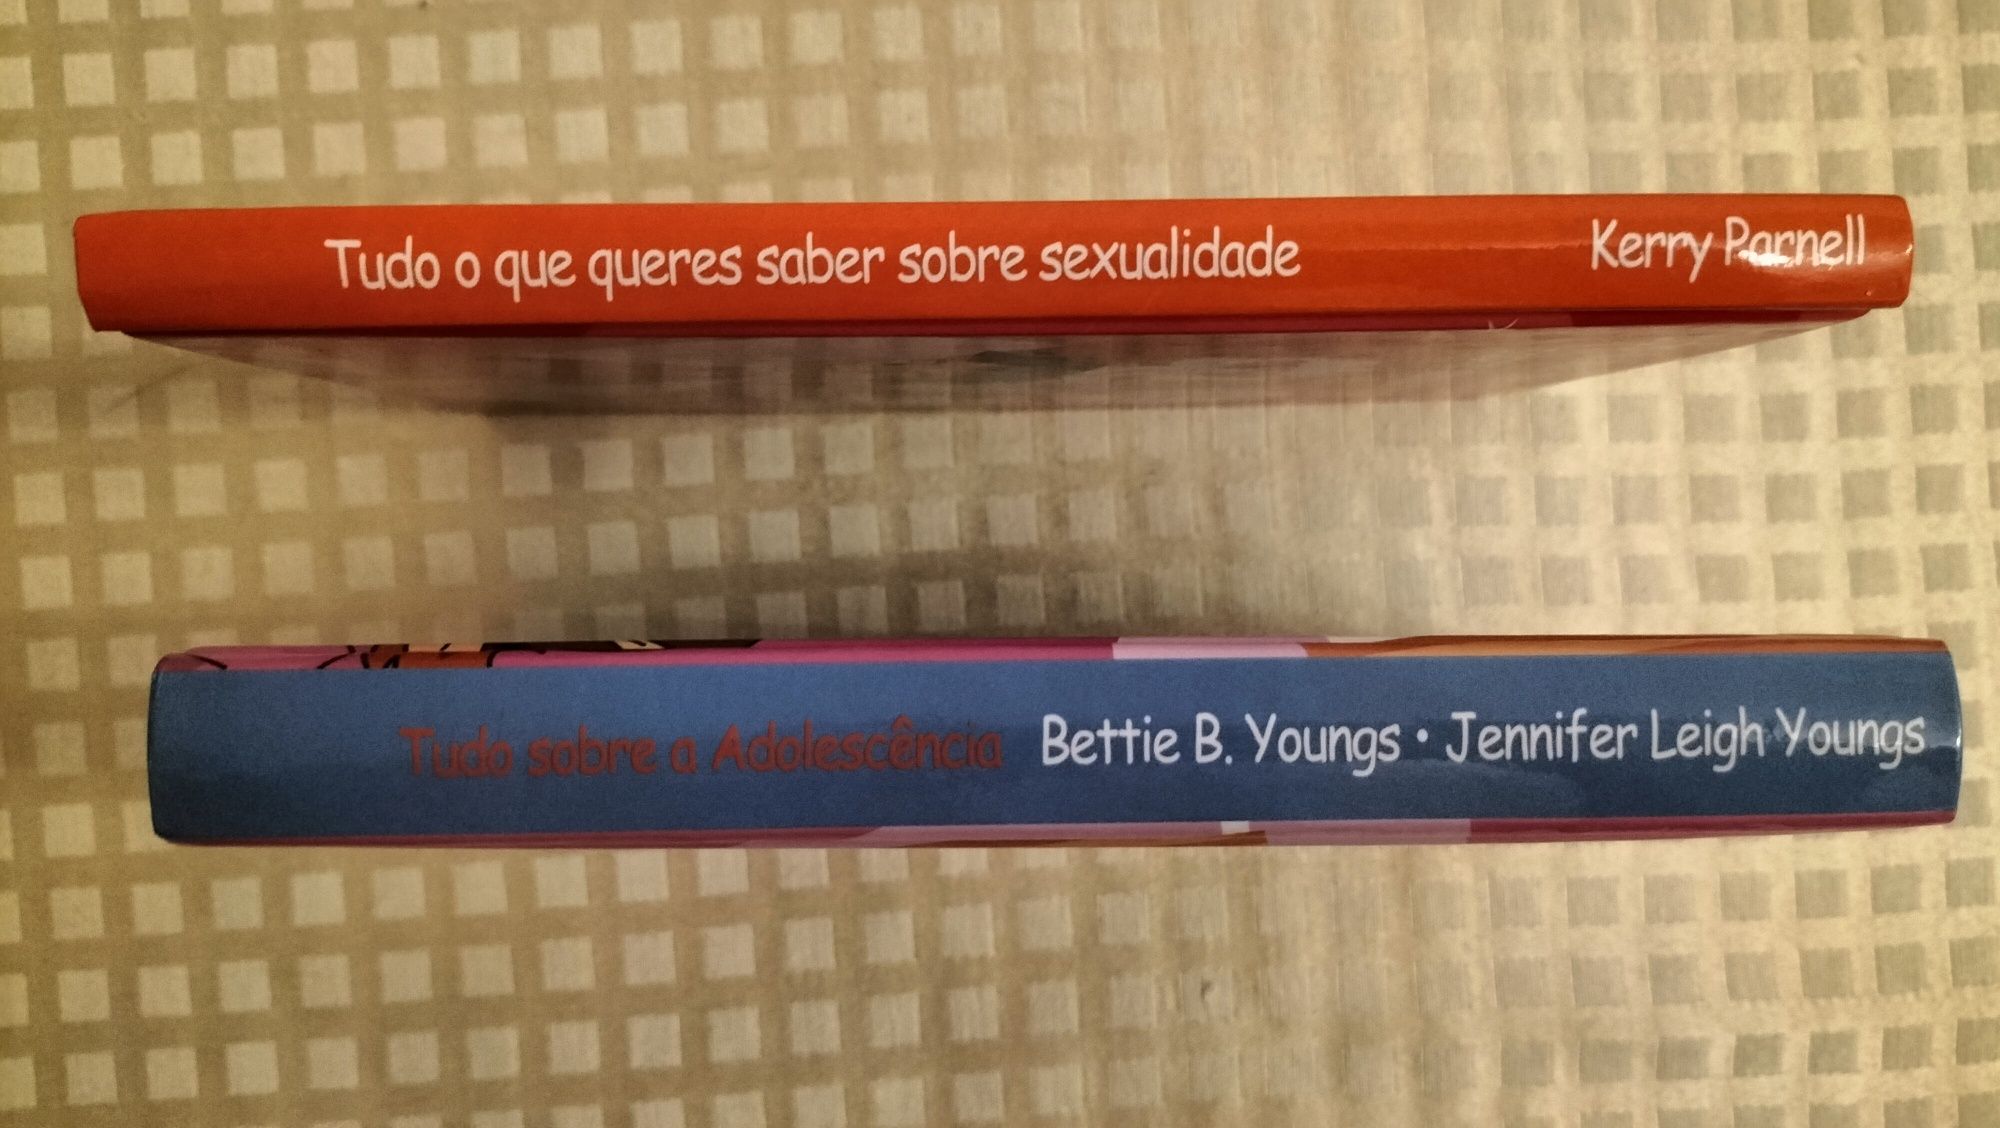 Tudo o que queres saber sobre sexualidade Kerry Parnell
Tudo sobre a Adolescência Bettie B. Youngs • Jennifer Leigh Youngs